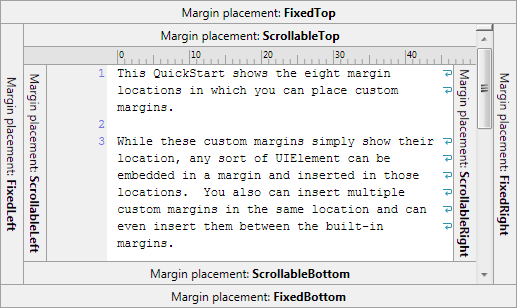 Margin placement: FixedTop
Margin placement: ScrollableTop
0 10 20 30 40
Margin placement: FixedLeft
Margin placement: ScrollableLeft
1 This QuickStart shows the eight margin
locations in which you can place custom
margins.
2
3 While these custom margins simply show their
location, any sort of UIElement can be
embedded in a margin and inserted in those
locations.  You also can insert multiple
custom margins in the same location and can
even insert them between the built-in
margins.
Margin placement: ScrollableRight
Margin placement: FixedRight
Margin placement: ScrollableBottom
Margin placement: FixedBottom